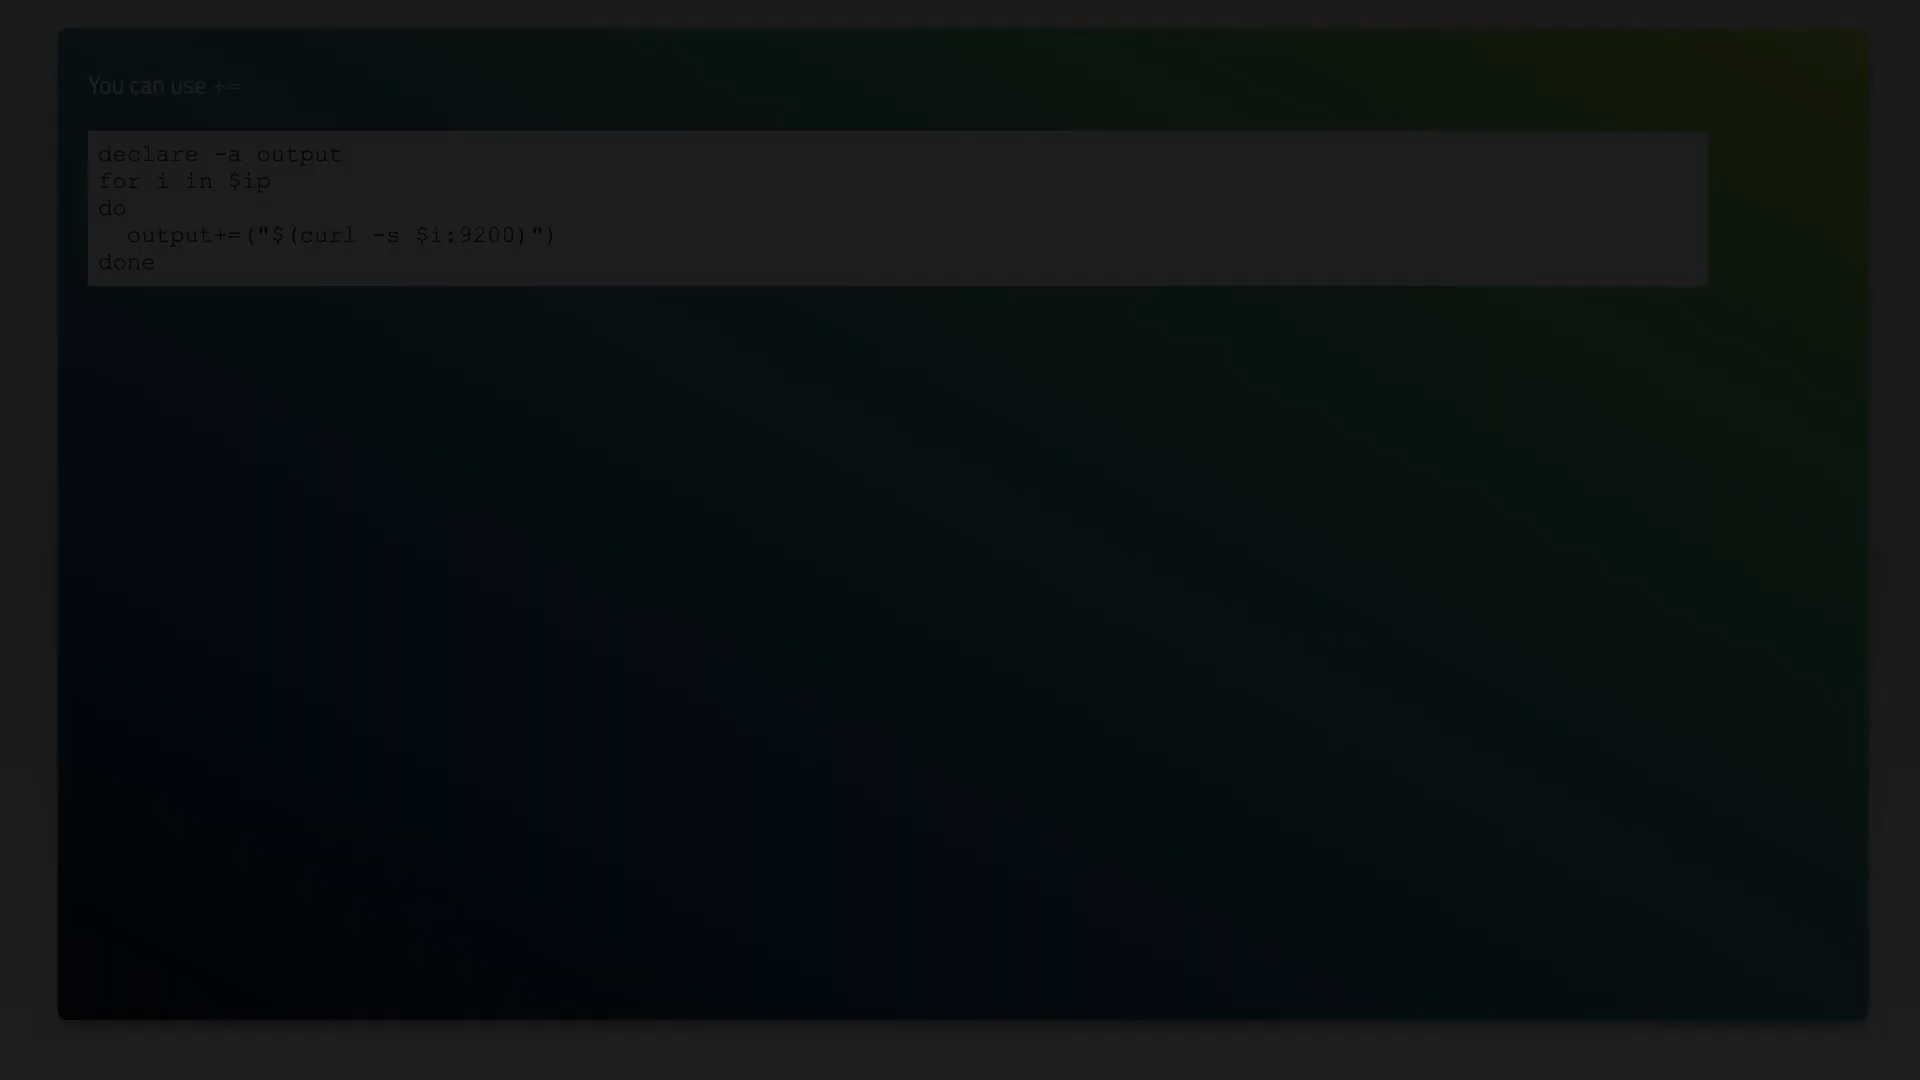 You can use +=
declare -a output
for i in $ip
do
  output+=("$(curl -s $i:9200)")
done